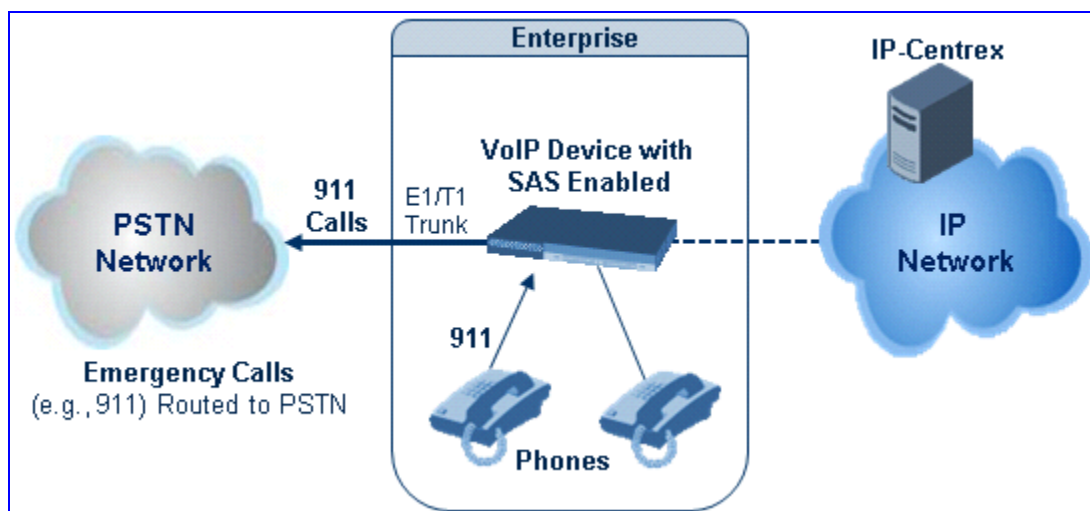 Enterprise
IP-Centrex
VoIP Device with
SAS Enabled
911
Calls
E1/T1
Trunk
PSTN
Network
IP
Network
911
Emergency Calls
(e.g., 911) Routed to PSTN
Phones